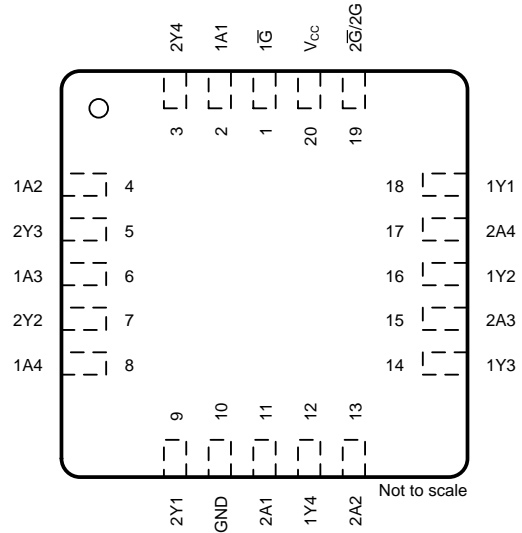 2Y4 1A1 1G̅ Vcc 2G̅/2G
3 2 1 20 19
1A2 4 18 1Y1
2Y3 5 17 2A4
1A3 6 16 1Y2
2Y2 7 15 2A3
1A4 8 14 1Y3
9 10 11 12 13
2Y1 GND 2A1 1Y4 2A2
Not to scale